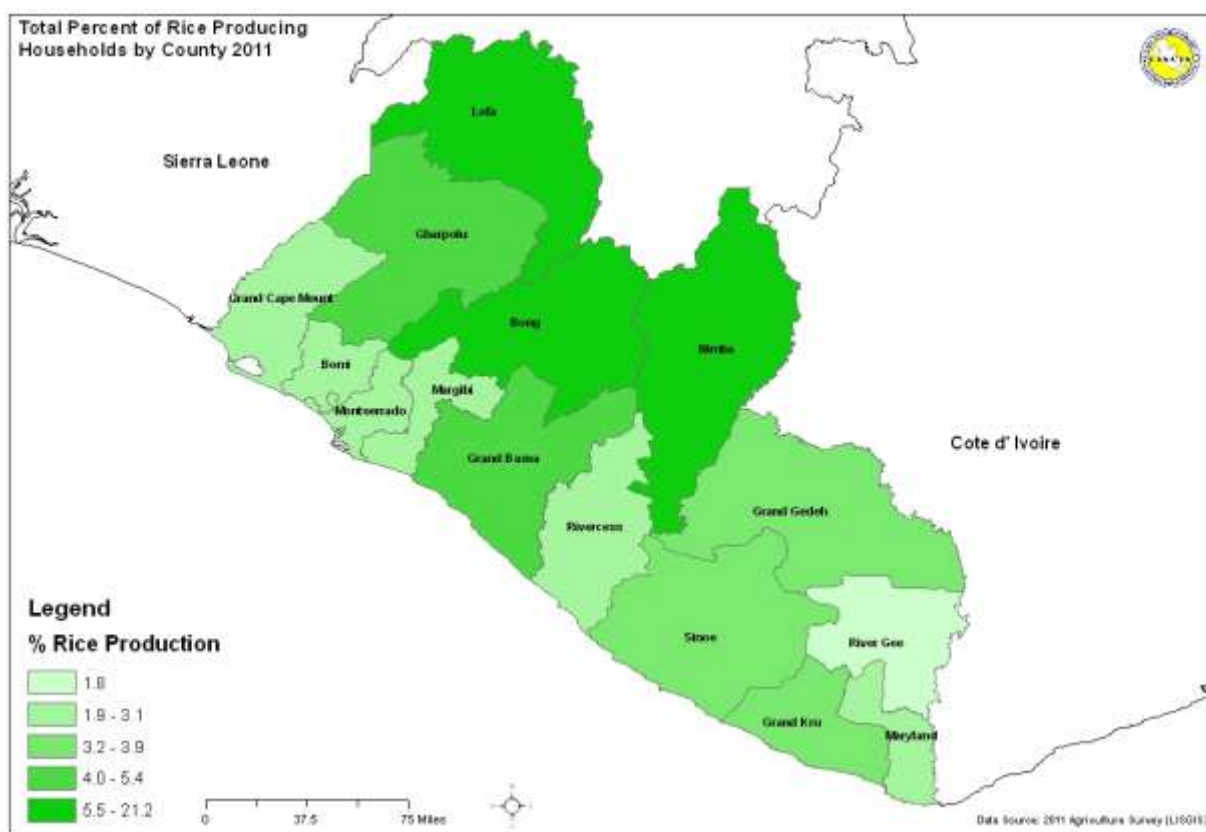 Total Percent of Rice Producing
Households by County 2011
Lofa
Sierra Leone
Gbarpolu
Grand Cape Mount
Bong
Nimba
Bomi
Margibi
Montserrado
Cote d' Ivoire
Grand Bassa
Grand Gedeh
Rivercess
Legend
% Rice Production
Sinoe
River Gee
1.8
1.9 - 3.1
Grand Kru
Maryland
3.2 - 3.9
4.0 - 5.4
5.5 - 21.2
0 37.5 75 Miles
Data Source: 2011 Agriculture Survey (LISGIS)